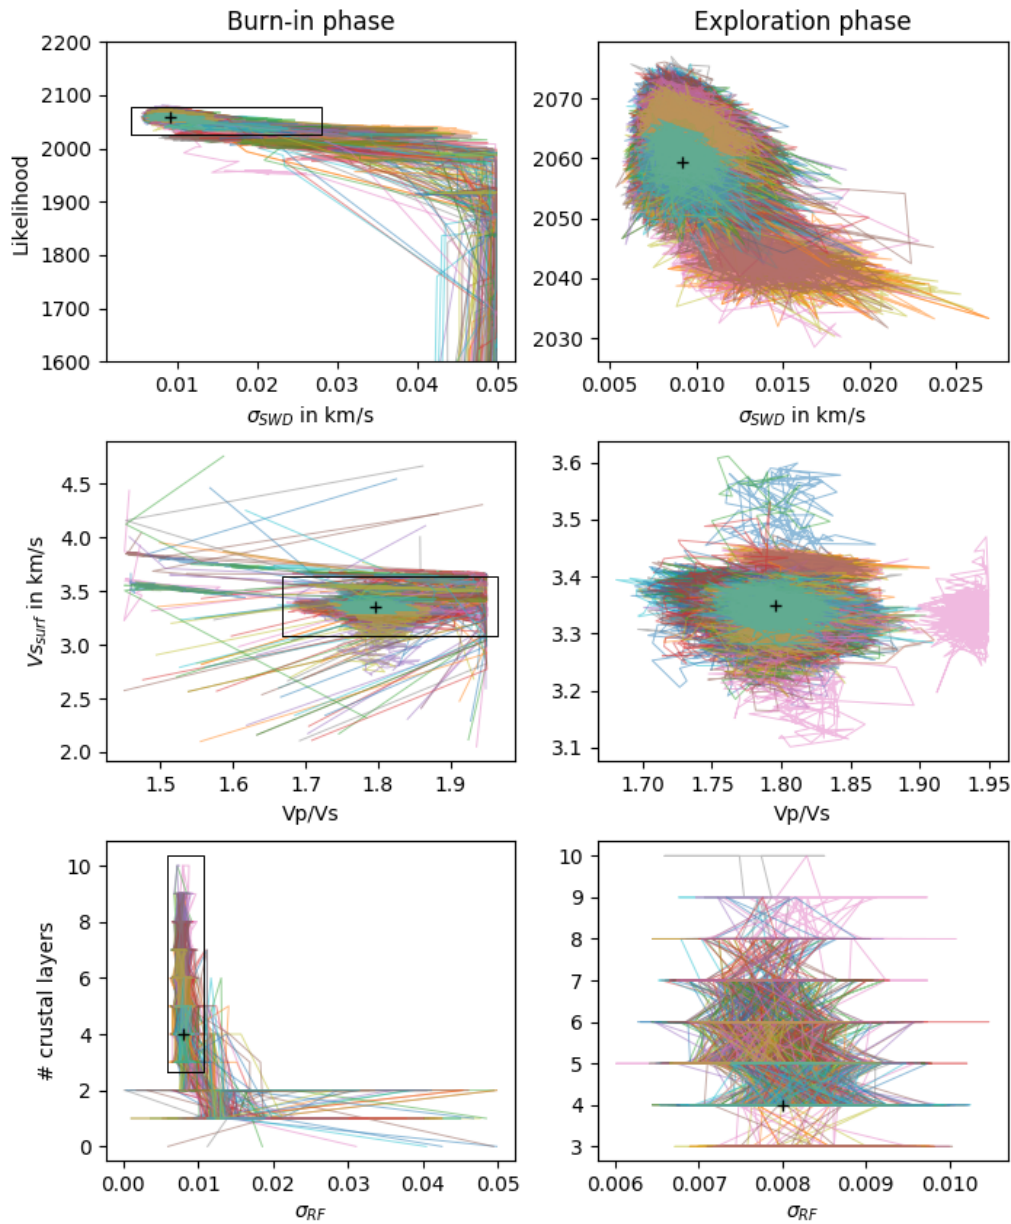 Burn-in phase
Exploration phase
2200
2100
2000
1900
1800
1700
1600
Likelihood
0.01 0.02 0.03 0.04 0.05
σSWD in km/s
2070
2060
2050
2040
2030
0.005 0.010 0.015 0.020 0.025
σSWD in km/s
4.5
4.0
3.5
3.0
2.5
2.0
VSsurf in km/s
1.5 1.6 1.7 1.8 1.9
Vp/Vs
3.6
3.5
3.4
3.3
3.2
3.1
1.70 1.75 1.80 1.85 1.90 1.95
Vp/Vs
10
8
6
4
2
0
# crustal layers
0.00 0.01 0.02 0.03 0.04 0.05
σRF
10
9
8
7
6
5
4
3
0.006 0.007 0.008 0.009 0.010
σRF